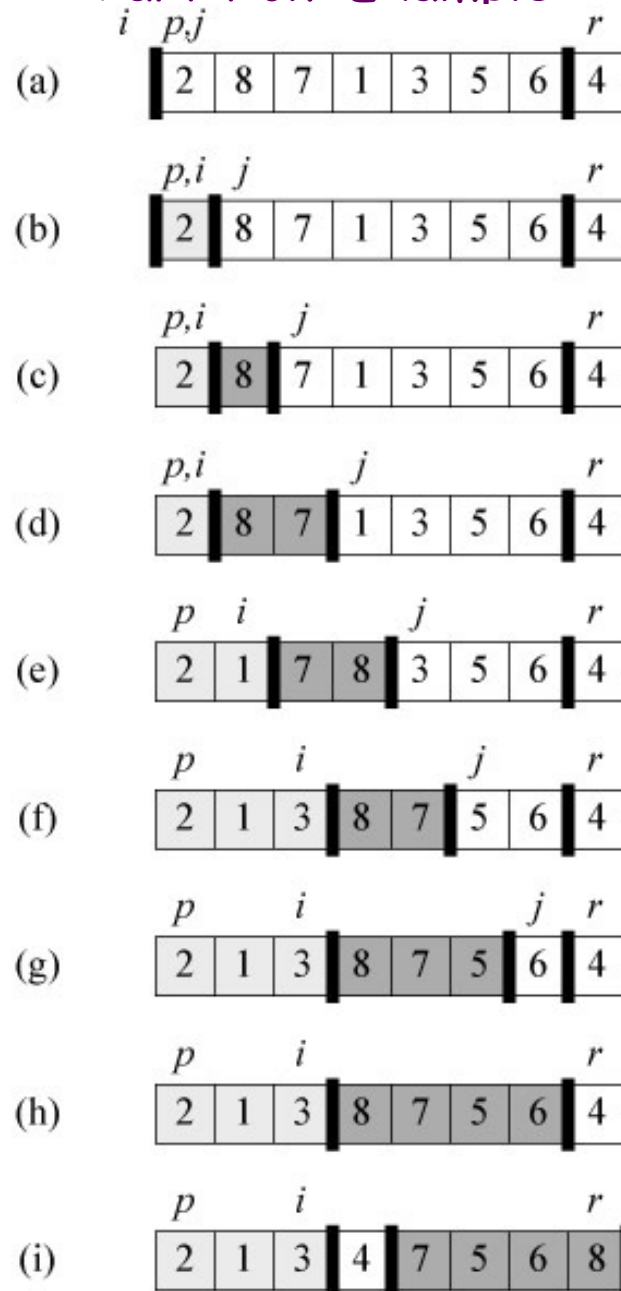 i p,j r
(a) 2 8 7 1 3 5 6 4
p,i j r
(b) 2 8 7 1 3 5 6 4
p,i j r
(c) 2 8 7 1 3 5 6 4
p,i j r
(d) 2 8 7 1 3 5 6 4
p i j r
(e) 2 1 7 8 3 5 6 4
p i j r
(f) 2 1 3 8 7 5 6 4
p i j r
(g) 2 1 3 8 7 5 6 4
p i r
(h) 2 1 3 8 7 5 6 4
p i r
(i) 2 1 3 4 7 5 6 8